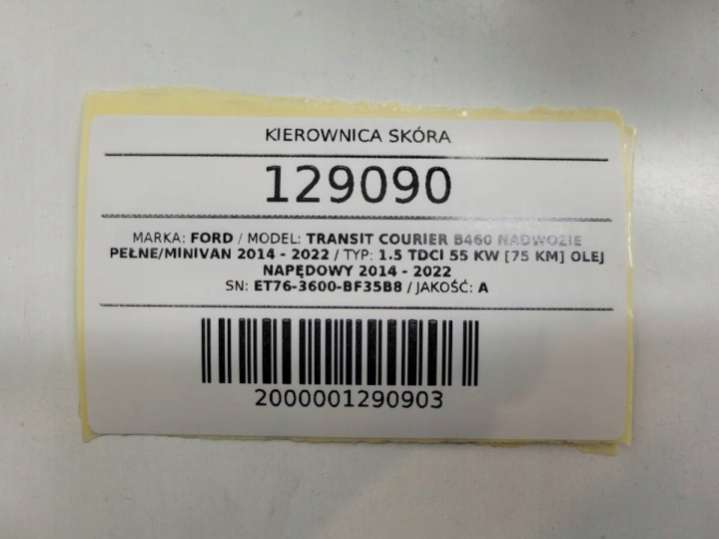 KIEROWNICA SKÓRA
129090
MARKA: FORD / MODEL: TRANSIT COURIER B460 NADWOZIE
PEŁNE/MINIVAN 2014 - 2022 / TYP: 1.5 TDCI 55 KW [75 KM] OLEJ
NAPĘDOWY 2014 - 2022
SN: ET76-3600-BF35B8 / JAKOŚĆ: A
2000001290903